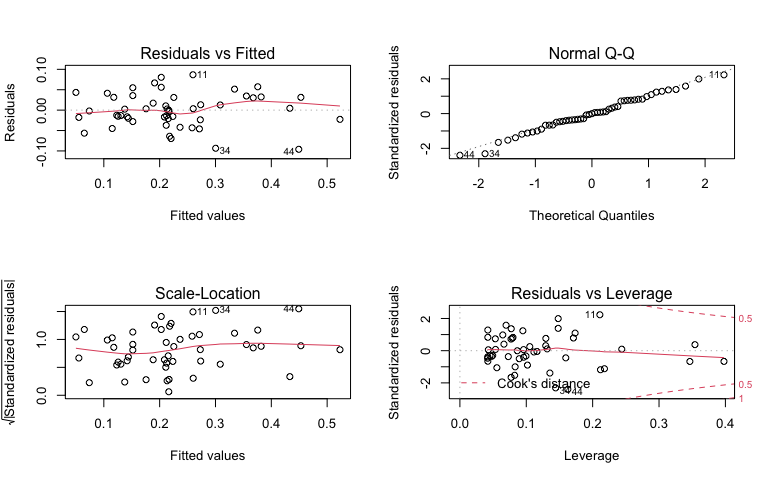 Residuals vs Fitted
Residuals
-0.10 0.00 0.10
11
34
44
0.1 0.2 0.3 0.4 0.5
Fitted values
Normal Q-Q
Standardized residuals
-2 0 2
11
44
34
-2 -1 0 1 2
Theoretical Quantiles
Scale-Location
√|Standardized residuals|
0.0 1.0
11
34
44
0.1 0.2 0.3 0.4 0.5
Fitted values
Residuals vs Leverage
Standardized residuals
-2 0 2
11
0.5
Cook's distance
34
44
0.5
1
0.0 0.1 0.2 0.3 0.4
Leverage